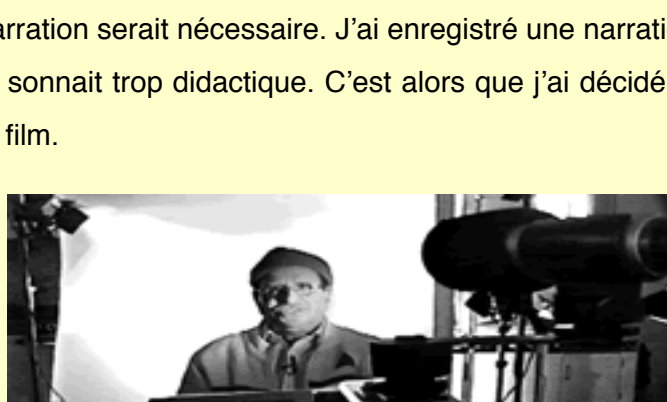 arration serait nécessaire. J’ai enregistré une narrati
sonnait trop didactique. C’est alors que j’ai décidé
film.